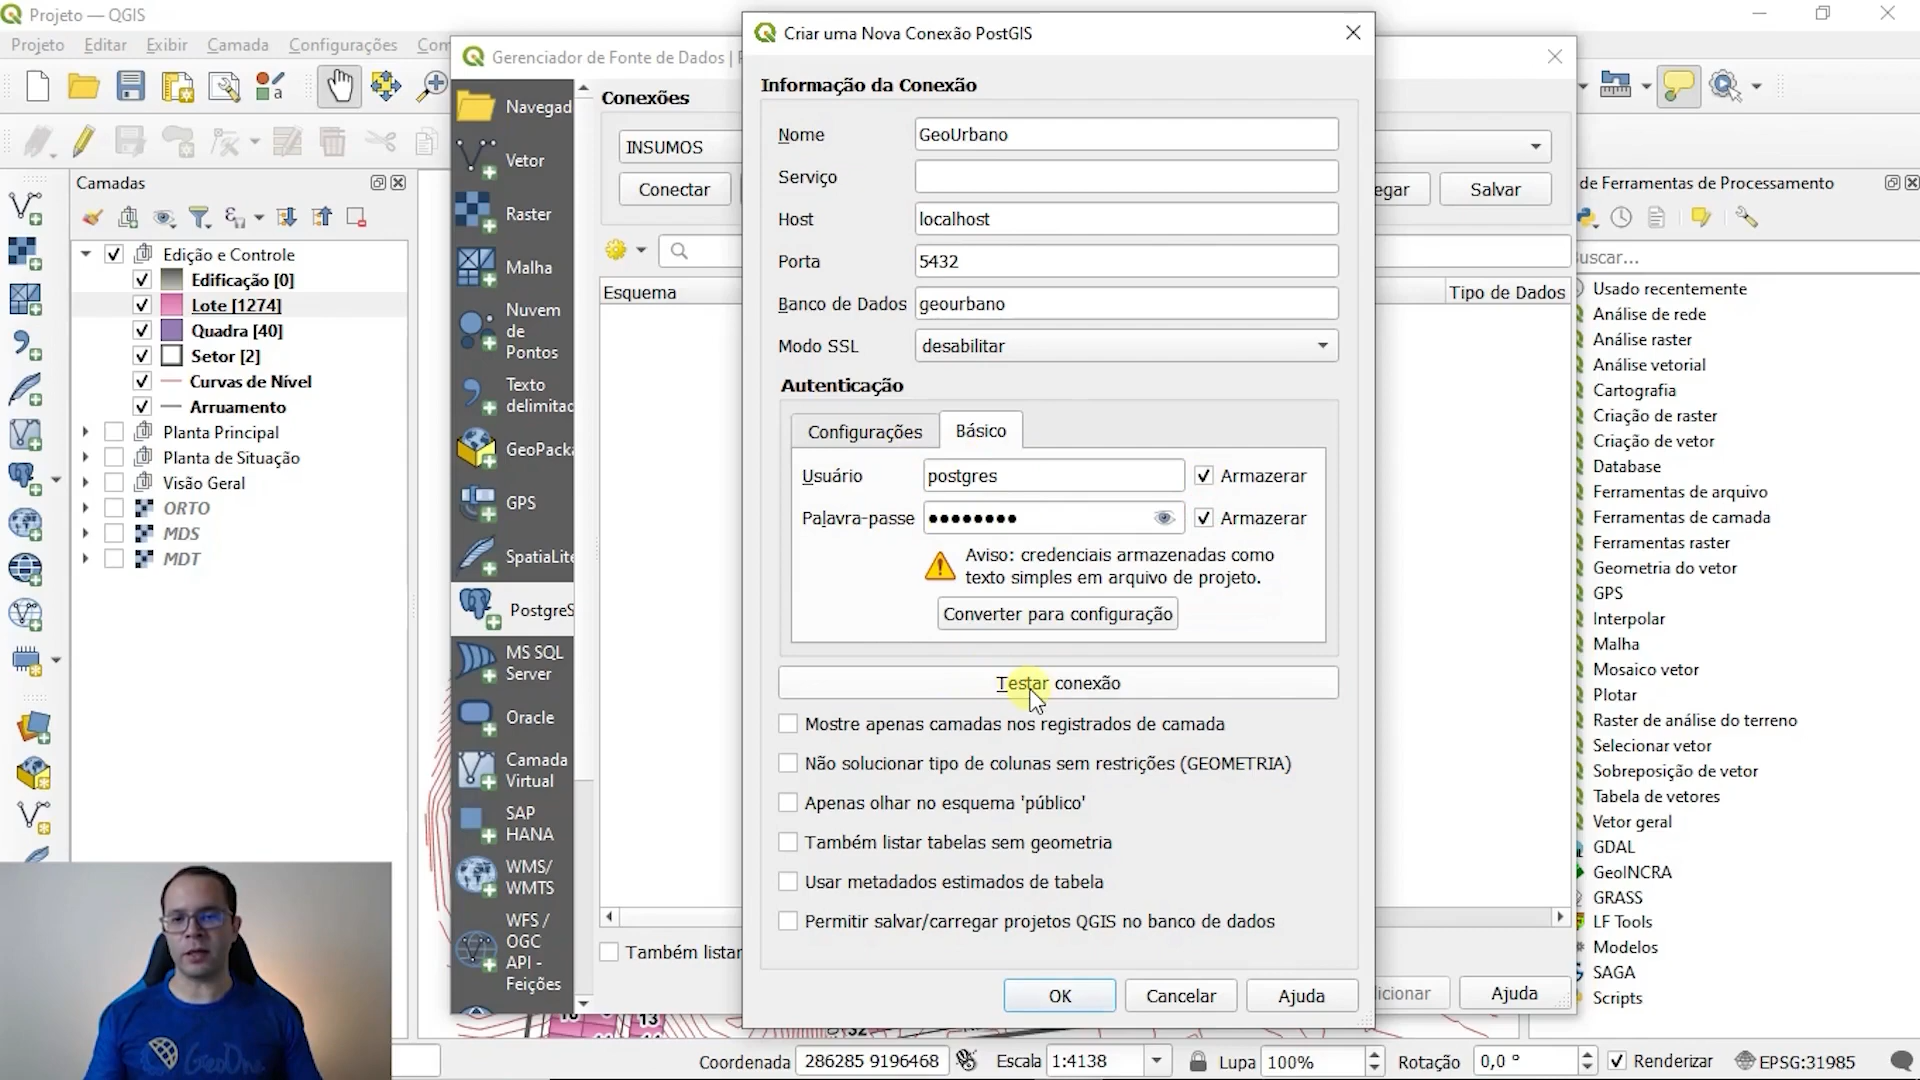 Projeto — QGIS
Projeto Editar Exibir Camada Configurações Com
Camadas
Edição e Controle
Edificação [0]
Lote [1274]
Quadra [40]
Setor [2]
Curvas de Nível
Arruamento
Planta Principal
Planta de Situação
Visão Geral
ORTO
MDS
MDT
Gerenciador de Fonte de Dados |
Navegad
Vetor
Raster
Malha
Nuvem
de
Pontos
Texto
delimitad
GeoPacka
GPS
SpatiaLite
PostgreS
MS SQL
Server
Oracle
Camada
Virtual
SAP
HANA
WMS/
WMTS
WFS /
OGC
API -
Feições
Conexões
INSUMOS
Conectar
egar
Salvar
Esquema
Tipo de Dados
Também listar
icionar
Ajuda
Criar uma Nova Conexão PostGIS
Informação da Conexão
Nome GeoUrbano
Serviço
Host localhost
Porta 5432
Banco de Dados geourbano
Modo SSL desabilitar
Autenticação
Configurações Básico
Usuário postgres Armazerar
Palavra-passe ●●●●●●●● Armazerar
Aviso: credenciais armazenadas como
texto simples em arquivo de projeto.
Converter para configuração
Testar conexão
Mostre apenas camadas nos registrados de camada
Não solucionar tipo de colunas sem restrições (GEOMETRIA)
Apenas olhar no esquema 'público'
Também listar tabelas sem geometria
Usar metadados estimados de tabela
Permitir salvar/carregar projetos QGIS no banco de dados
OK Cancelar Ajuda
de Ferramentas de Processamento
uscar...
Usado recentemente
Análise de rede
Análise raster
Análise vetorial
Cartografia
Criação de raster
Criação de vetor
Database
Ferramentas de arquivo
Ferramentas de camada
Ferramentas raster
Geometria do vetor
GPS
Interpolar
Malha
Mosaico vetor
Plotar
Raster de análise do terreno
Selecionar vetor
Sobreposição de vetor
Tabela de vetores
Vetor geral
GDAL
GeoINCRA
GRASS
LF Tools
Modelos
SAGA
Scripts
13
GeoOne
Coordenada 286285 9196468 Escala 1:4138 Lupa 100% Rotação 0,0 ° Renderizar EPSG:31985